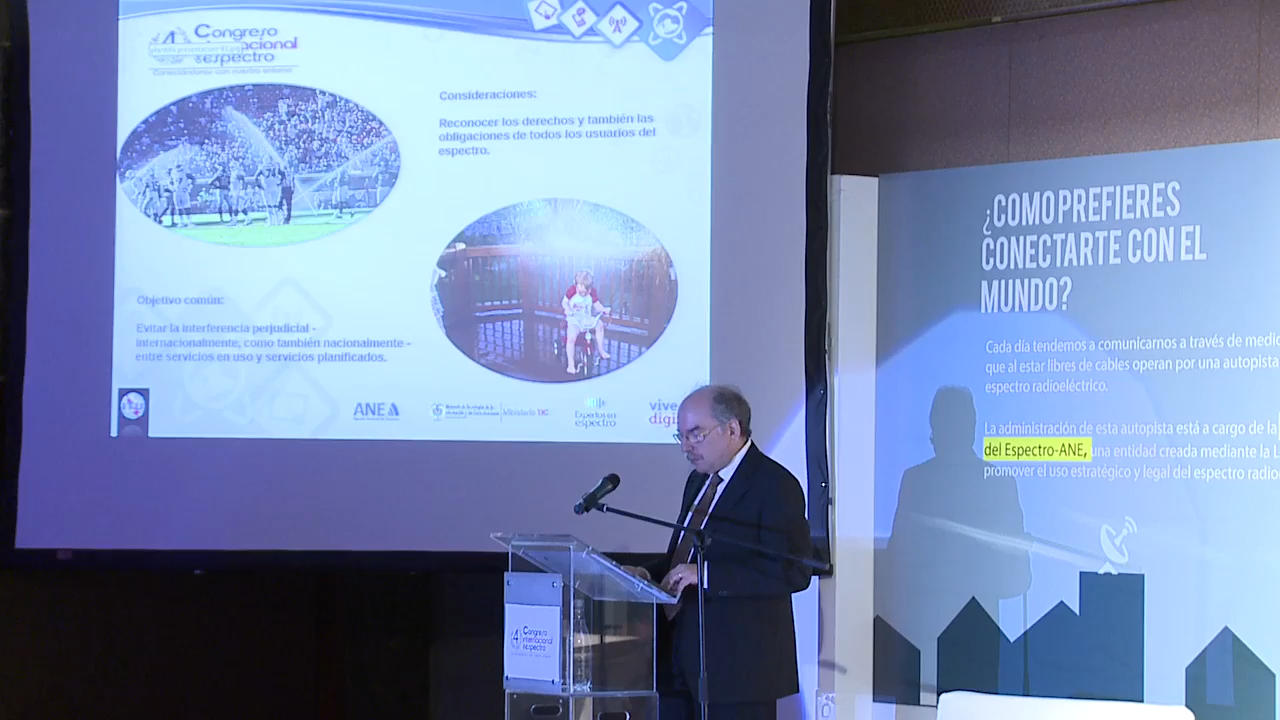 Congreso
nacional
espectro
Conectándonos con nuestro entorno
Consideraciones:
Reconocer los derechos y también las
obligaciones de todos los usuarios del
espectro.
Objetivo común:
Evitar la interferencia perjudicial -
internacionalmente, como también nacionalmente -
entre servicios en uso y servicios planificados.
ANE
MinisterioTIC
Expertos en
espectro
vive
digi
4
Congreso
internacional
espectro
¿COMO PREFIERES
CONECTARTE CON EL
MUNDO?
Cada día tendemos a comunicarnos a través de medio
que al estar libres de cables operan por una autopista
espectro radioeléctrico.
La administración de esta autopista está a cargo de la
del Espectro-ANE,
una entidad creada mediante la L
promover el uso estratégico y legal del espectro radio